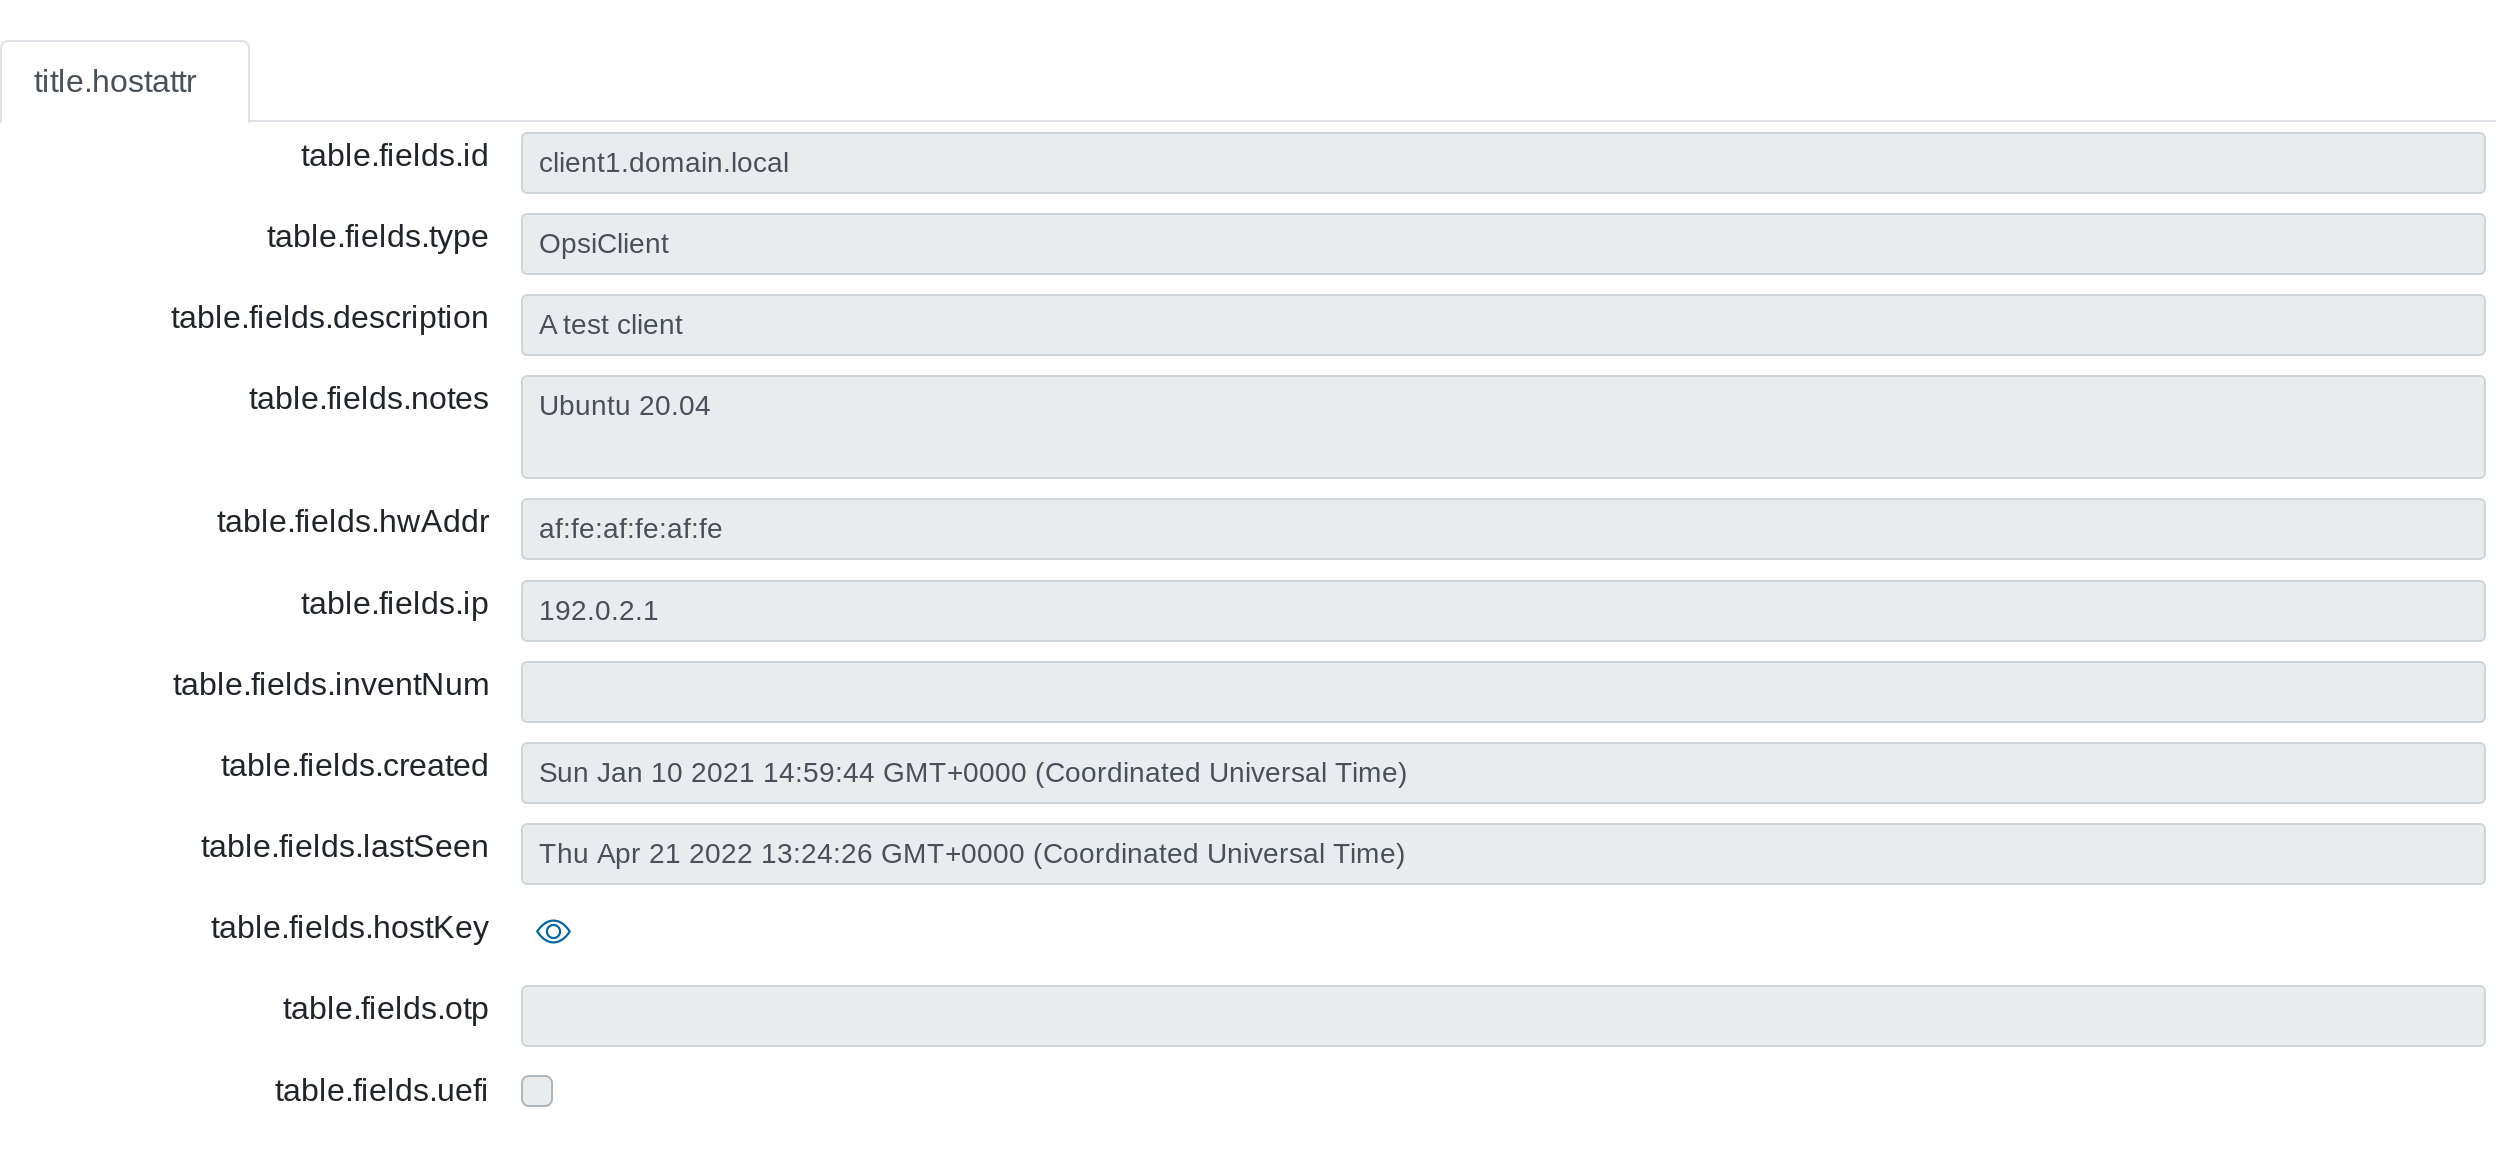 title.hostattr
table.fields.id client1.domain.local
table.fields.type OpsiClient
table.fields.description A test client
table.fields.notes Ubuntu 20.04
table.fields.hwAddr af:fe:af:fe:af:fe
table.fields.ip 192.0.2.1
table.fields.inventNum
table.fields.created Sun Jan 10 2021 14:59:44 GMT+0000 (Coordinated Universal Time)
table.fields.lastSeen Thu Apr 21 2022 13:24:26 GMT+0000 (Coordinated Universal Time)
table.fields.hostKey
table.fields.otp
table.fields.uefi